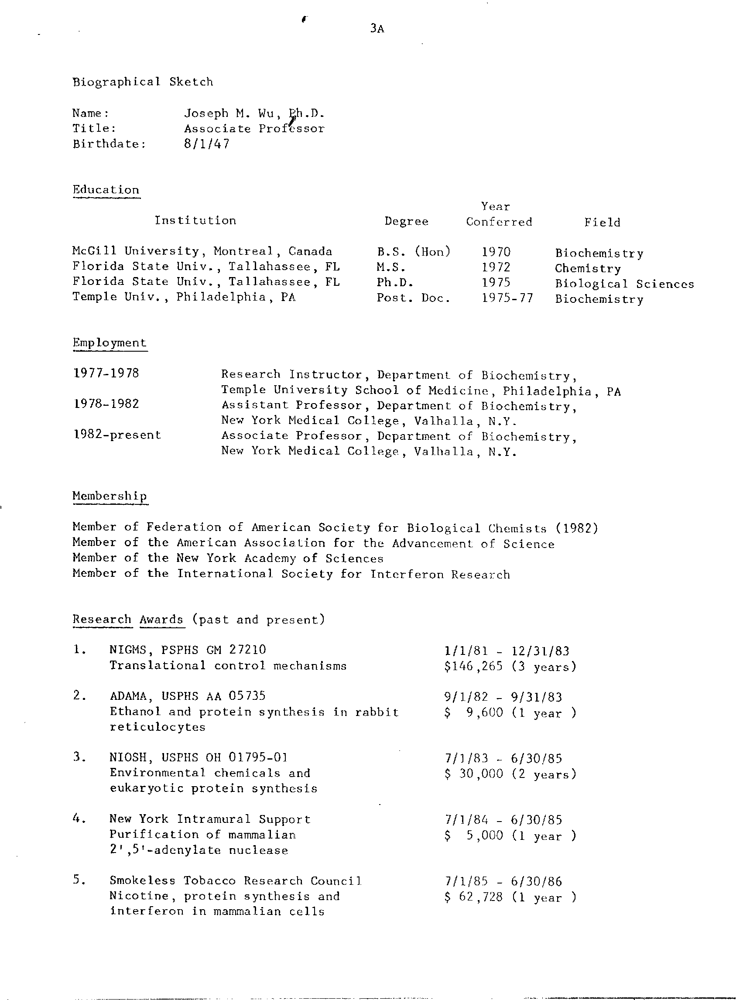 3A
Biographical Sketch
Name: Joseph M. Wu, Ph.D.
Title: Associate Professor
Birthdate: 8/1/47
Education
Year
Institution Degree Conferred Field
McGill University, Montreal, Canada B.S. (Hon) 1970 Biochemistry
Florida State Univ., Tallahassee, FL M.S. 1972 Chemistry
Florida State Univ., Tallahassee, FL Ph.D. 1975 Biological Sciences
Temple Univ., Philadelphia, PA Post. Doc. 1975-77 Biochemistry
Employment
1977-1978 Research Instructor, Department of Biochemistry,
Temple University School of Medicine, Philadelphia, PA
1978-1982 Assistant Professor, Department of Biochemistry,
New York Medical College, Valhalla, N.Y.
1982-present Associate Professor, Department of Biochemistry,
New York Medical College, Valhalla, N.Y.
Membership
Member of Federation of American Society for Biological Chemists (1982)
Member of the American Association for the Advancement of Science
Member of the New York Academy of Sciences
Member of the International Society for Interferon Research
Research Awards (past and present)
1. NIGMS, PSPHS GM 27210 1/1/81 - 12/31/83
Translational control mechanisms $146,265 (3 years)
2. ADAMA, USPHS AA 05735 9/1/82 - 9/31/83
Ethanol and protein synthesis in rabbit $ 9,600 (1 year )
reticulocytes
3. NIOSH, USPHS OH 01795-01 7/1/83 - 6/30/85
Environmental chemicals and $ 30,000 (2 years)
eukaryotic protein synthesis
4. New York Intramural Support 7/1/84 - 6/30/85
Purification of mammalian $ 5,000 (1 year )
2',5'-adenylate nuclease
5. Smokeless Tobacco Research Council 7/1/85 - 6/30/86
Nicotine, protein synthesis and $ 62,728 (1 year )
interferon in mammalian cells